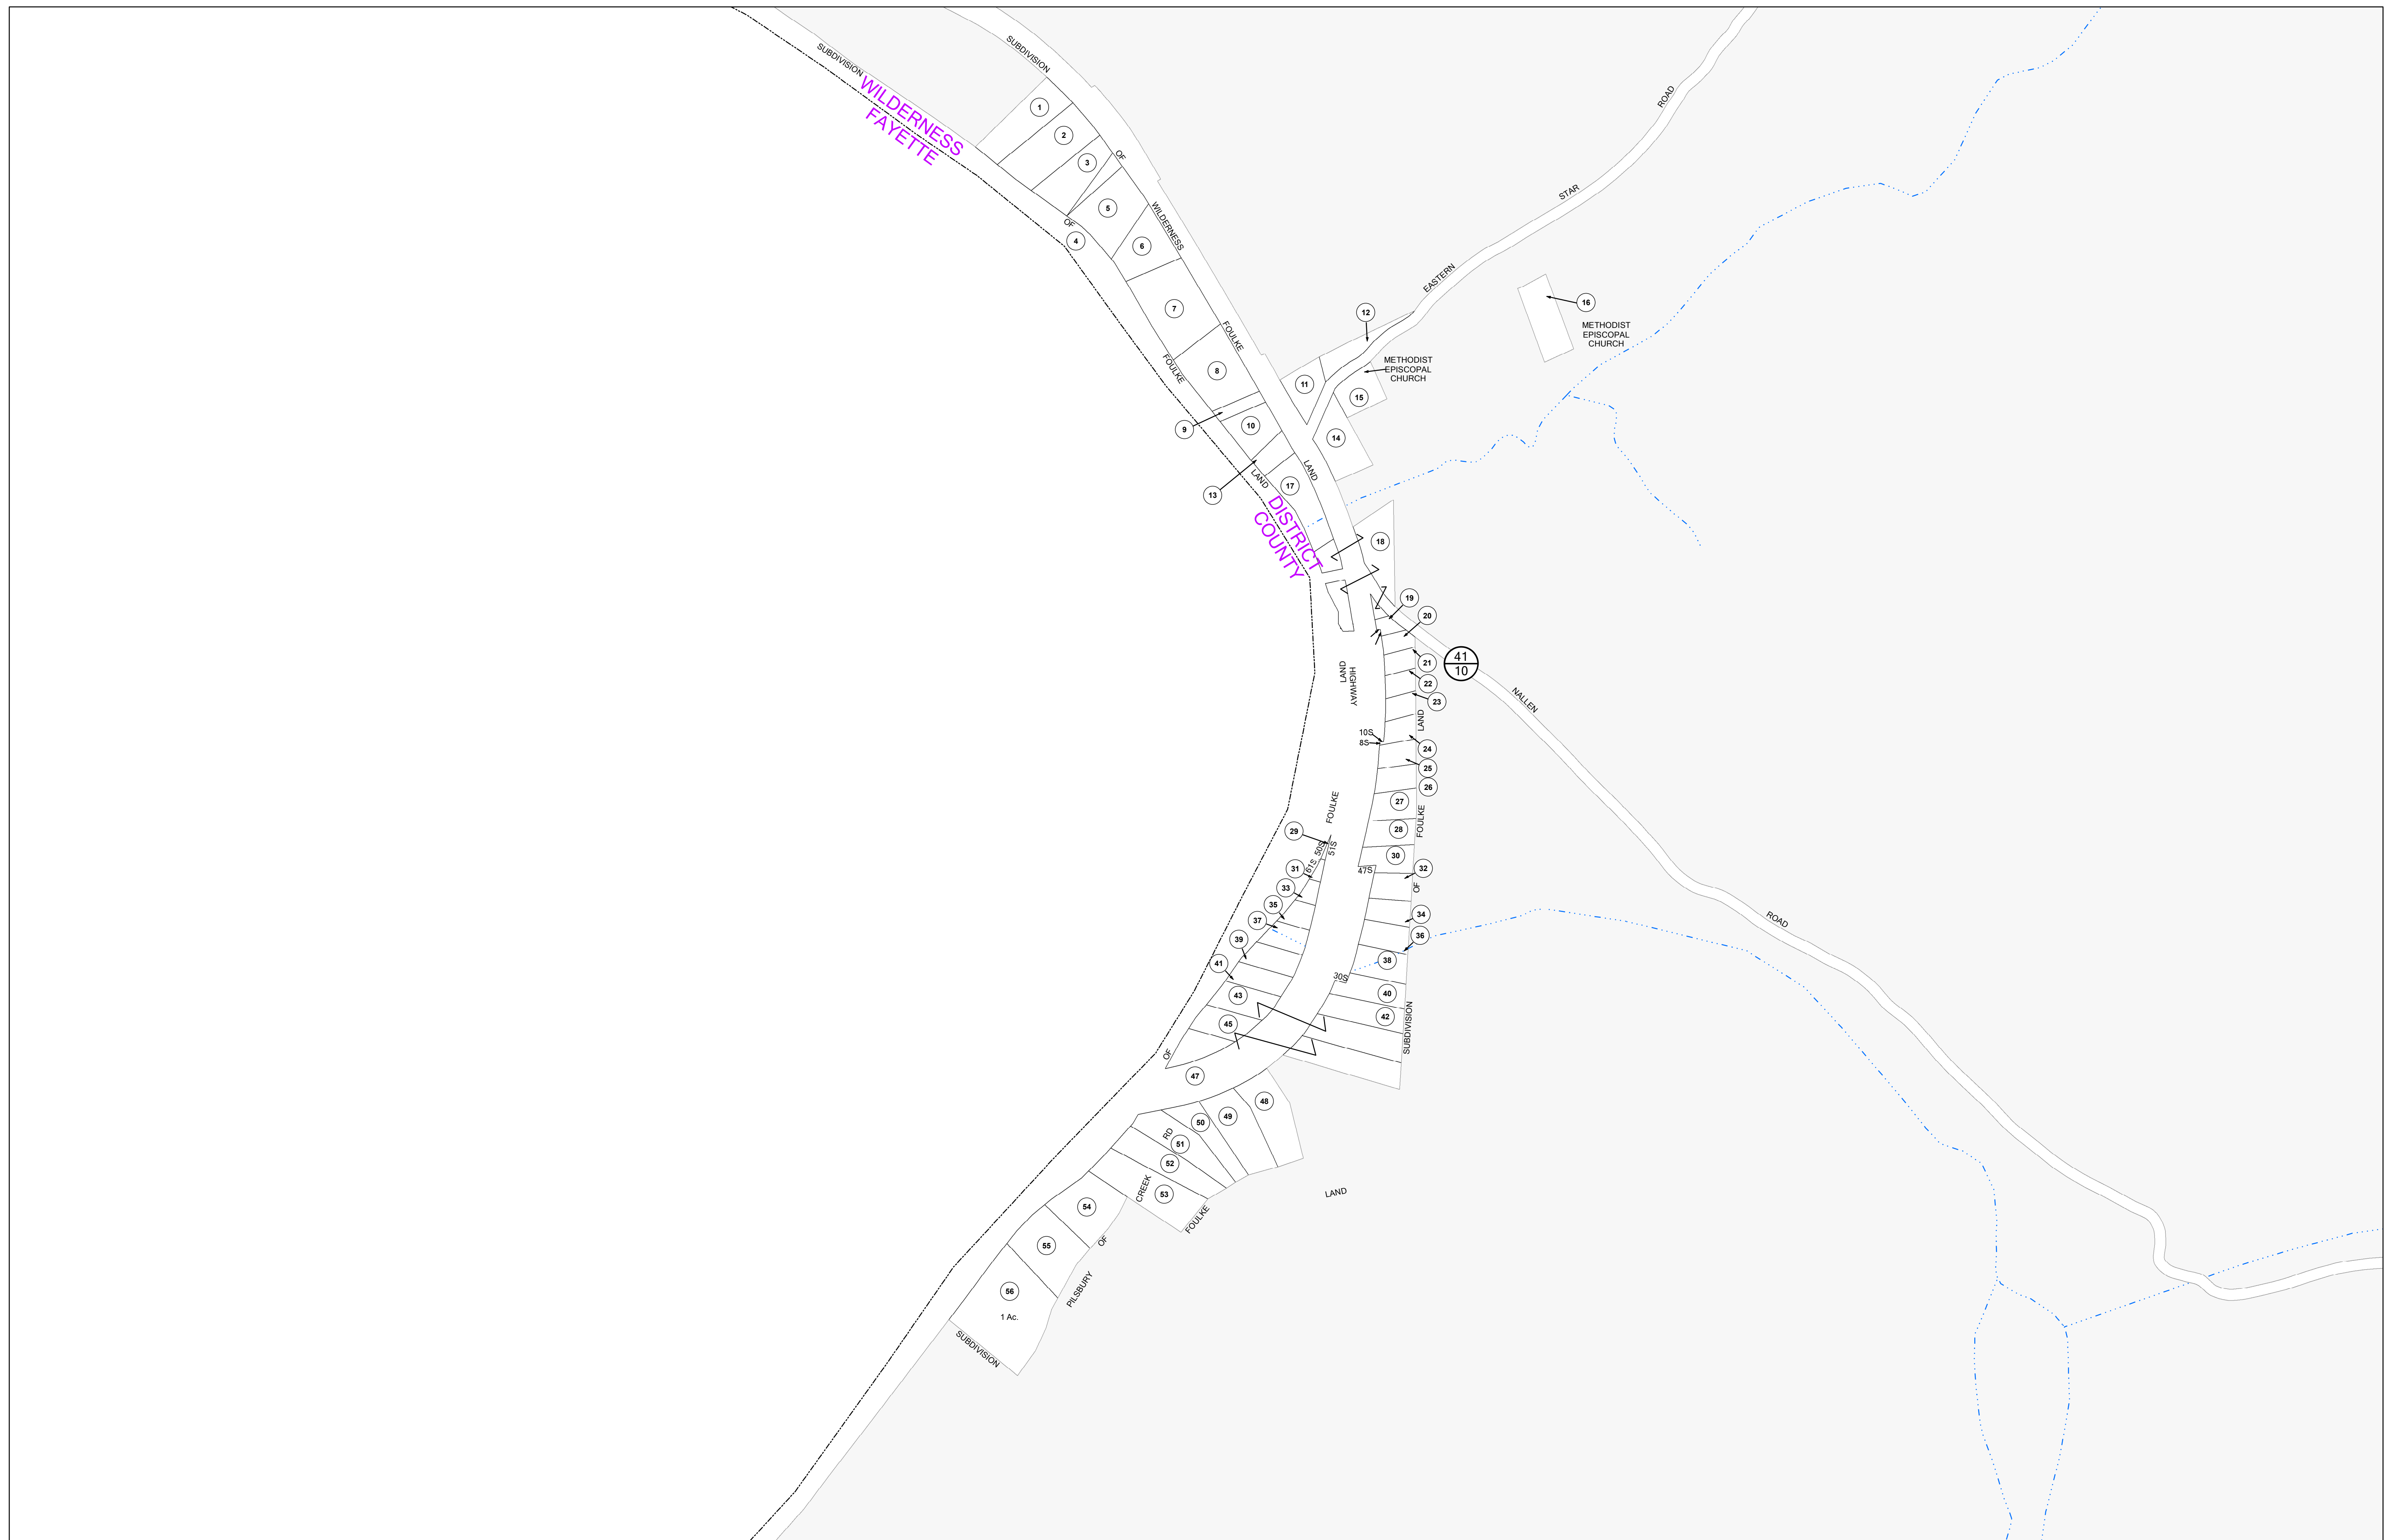 SUBDIVISION
SUBDIVISION
WILDERNESS
FAYETTE
1
2
3
OF
5
OF
4
6
WILDERNESS
7
FOULKE
FOULKE
8
9
10
11
12
EASTERN
STAR
ROAD
16
METHODIST
EPISCOPAL
CHURCH
METHODIST
EPISCOPAL
CHURCH
15
14
LAND
LAND
13
17
DISTRICT
COUNTY
18
19
20
41
10
21
22
23
NALLEN
ROAD
LAND
HIGHWAY
LAND
10S
8S
24
25
26
27
FOULKE
FOULKE
28
29
50S
51S
61S
30
31
47S
32
OF
33
34
35
36
37
38
39
30S
40
41
42
43
SUBDIVISION
45
OF
47
48
49
50
RD
51
52
53
CREEK
LAND
FOULKE
54
OF
55
PILSBURY
56
1 Ac.
SUBDIVISION